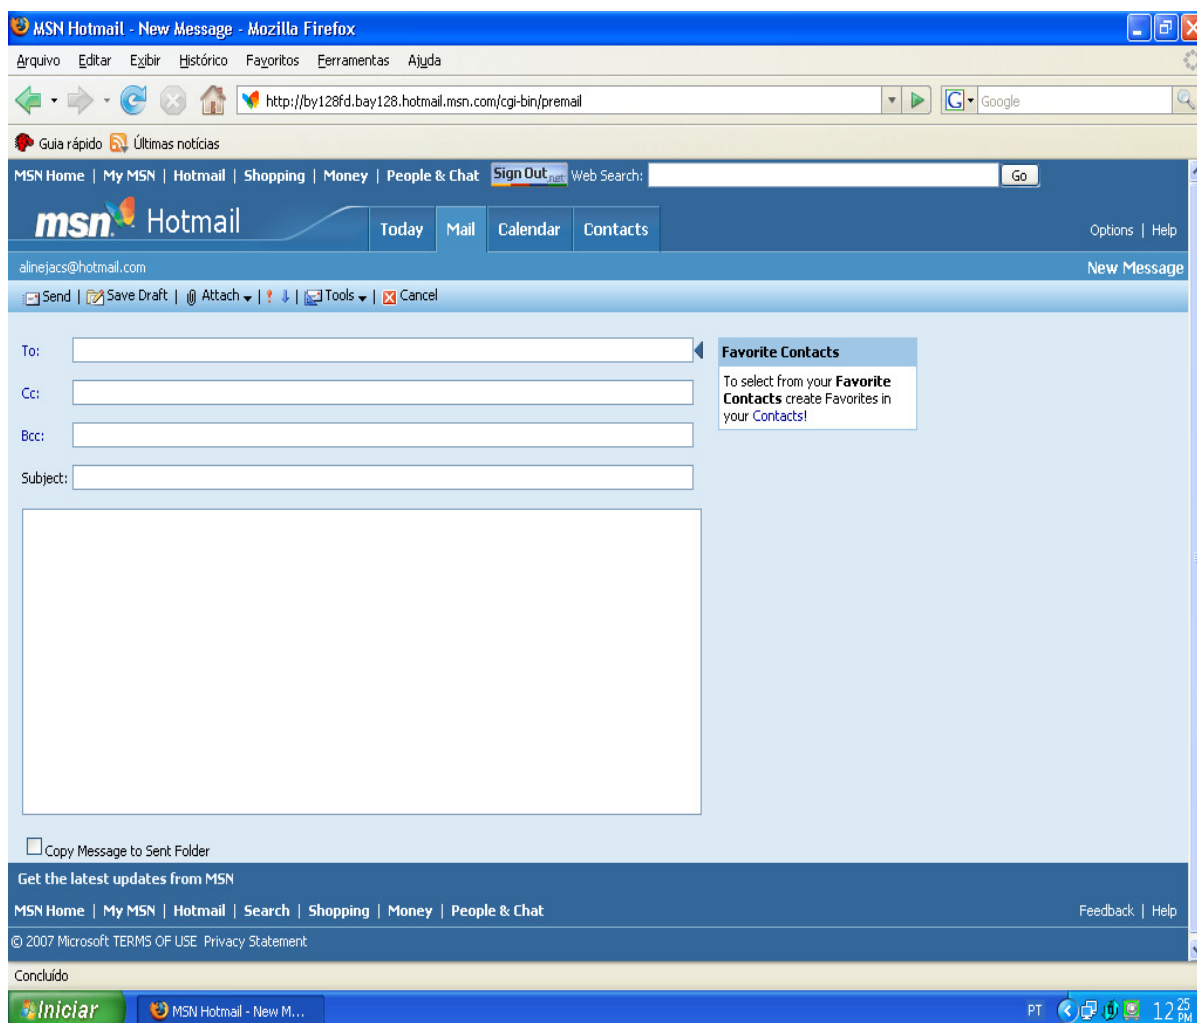 MSN Hotmail - New Message - Mozilla Firefox
Arquivo Editar Exibir Histórico Favoritos Ferramentas Ajuda
http://by128fd.bay128.hotmail.msn.com/cgi-bin/premail G Google
Guia rápido Últimas notícias
MSN Home | My MSN | Hotmail | Shopping | Money | People & Chat Sign Out.net Web Search: Go
msn Hotmail Today Mail Calendar Contacts Options | Help
alinejacs@hotmail.com New Message
Send | Save Draft | Attach | ! | Tools | Cancel
To: Favorite Contacts
To select from your Favorite
Cc: Contacts create Favorites in
your Contacts!
Bcc:
Subject:
Copy Message to Sent Folder
Get the latest updates from MSN
MSN Home | My MSN | Hotmail | Search | Shopping | Money | People & Chat Feedback | Help
© 2007 Microsoft TERMS OF USE Privacy Statement
Concluído
Iniciar MSN Hotmail - New M... PT 12 25 PM